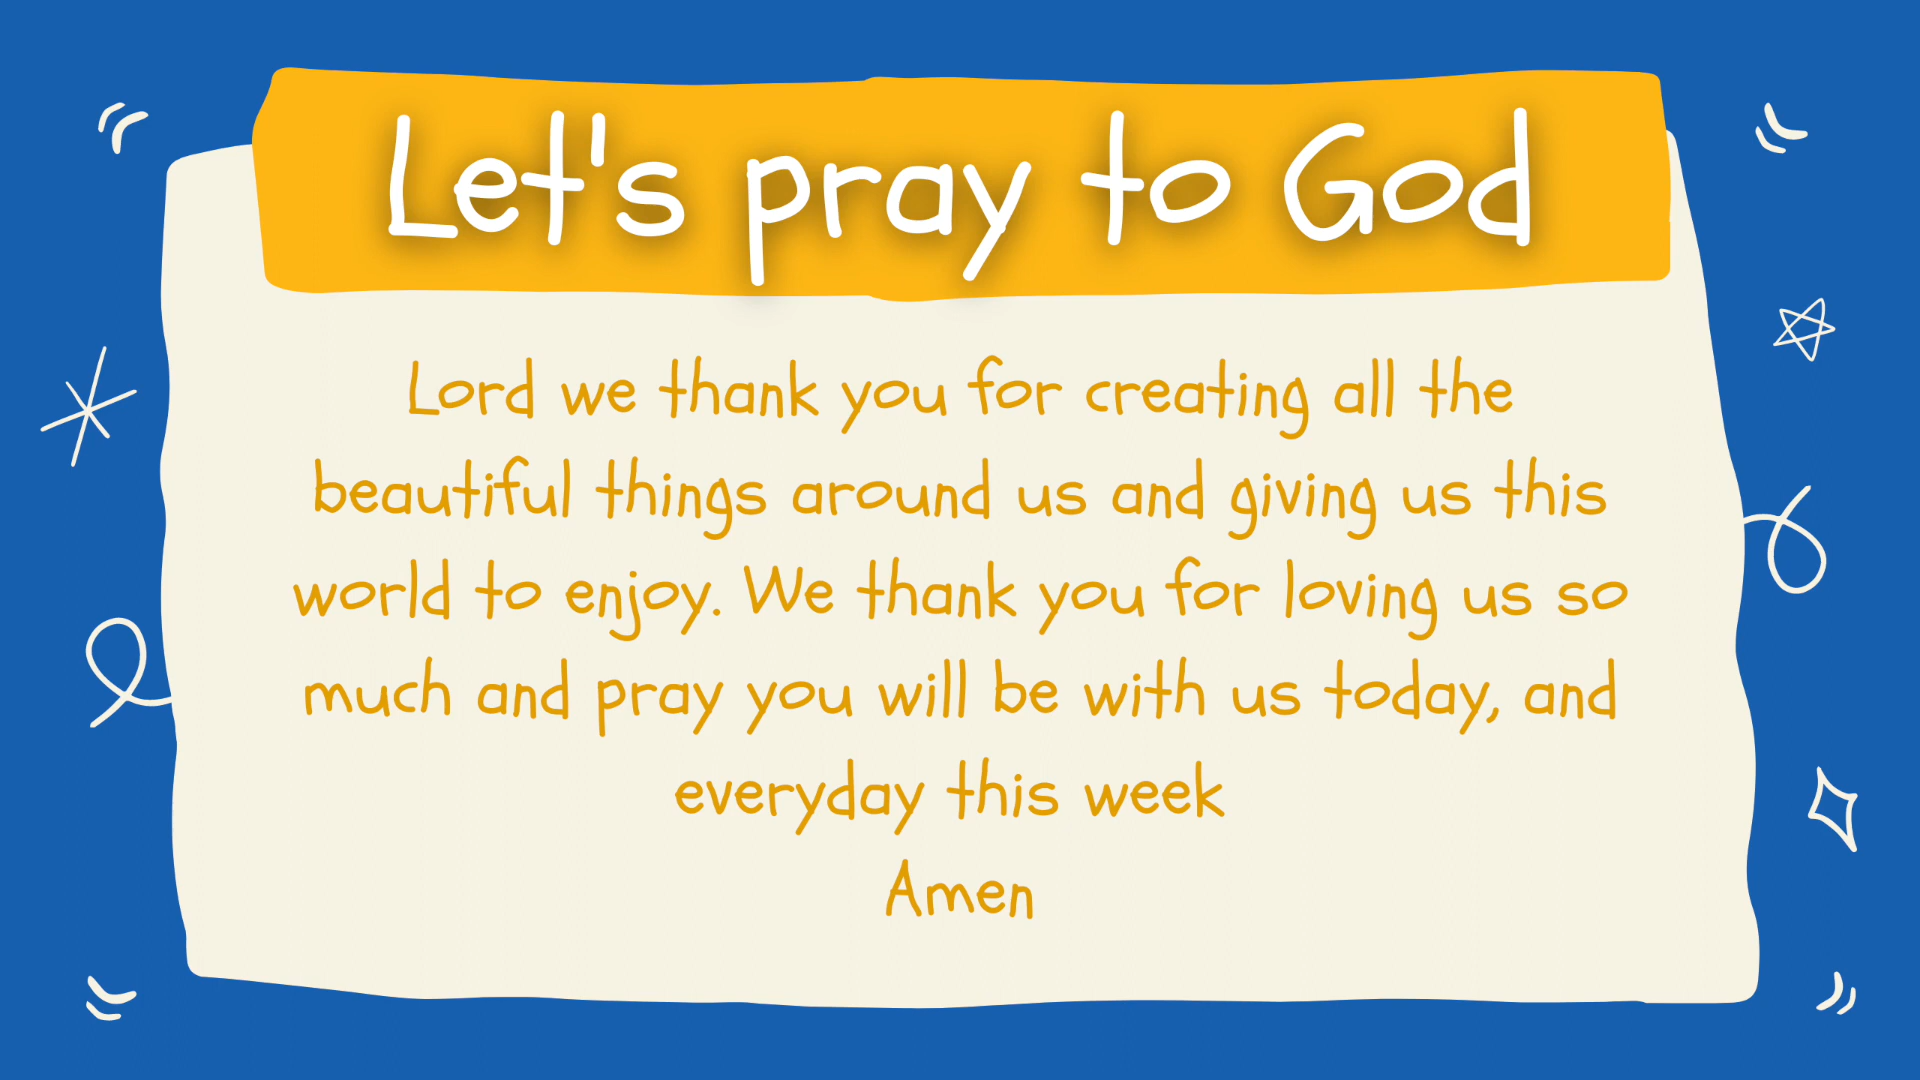 Let's pray to God
Lord we thank you for creating all the
beautiful things around us and giving us this
world to enjoy. We thank you for loving us so
much and pray you will be with us today, and
everyday this week
Amen